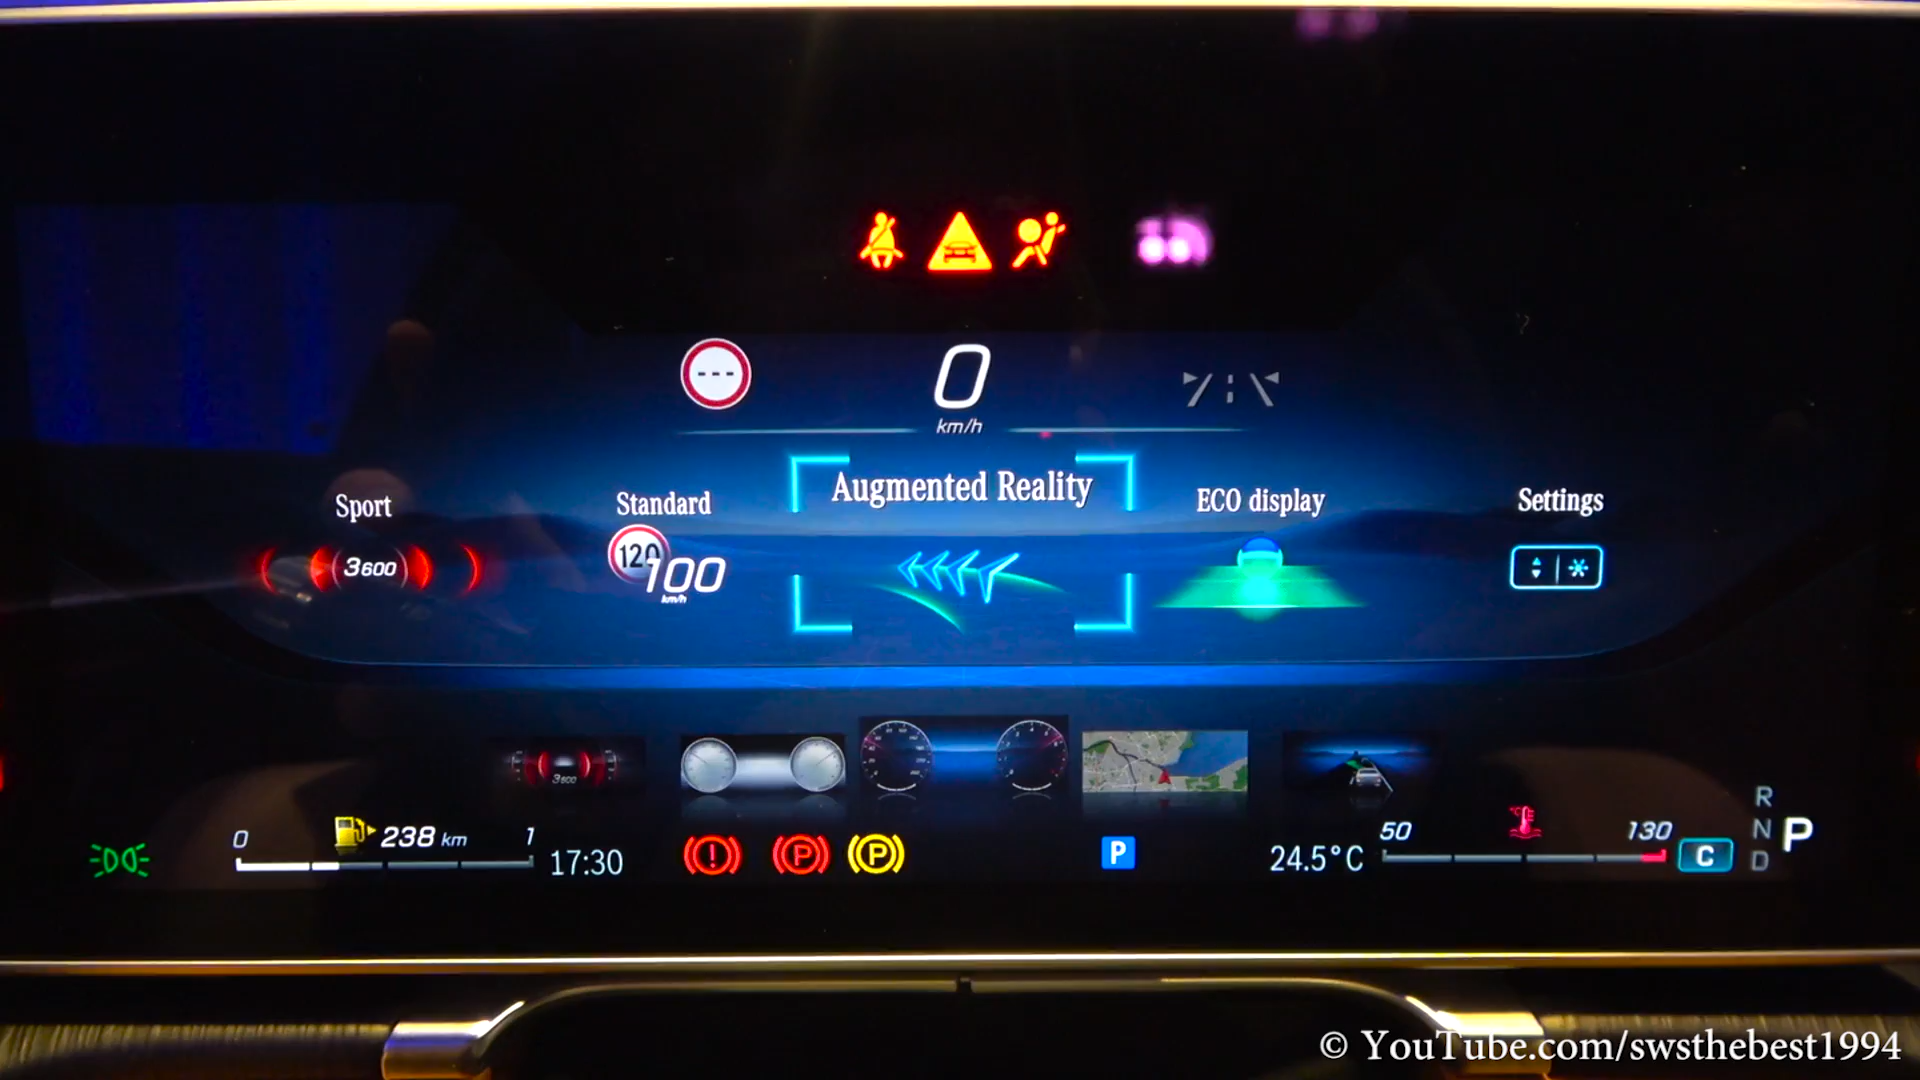 0
km/h
Sport
Standard
Augmented Reality
ECO display
Settings
3600
120
100
km/h
3600
0
238 km
1
17:30
P
P
P
24.5°C
50
°C
130
C
R
N
D
P
© YouTube.com/swsthebest1994